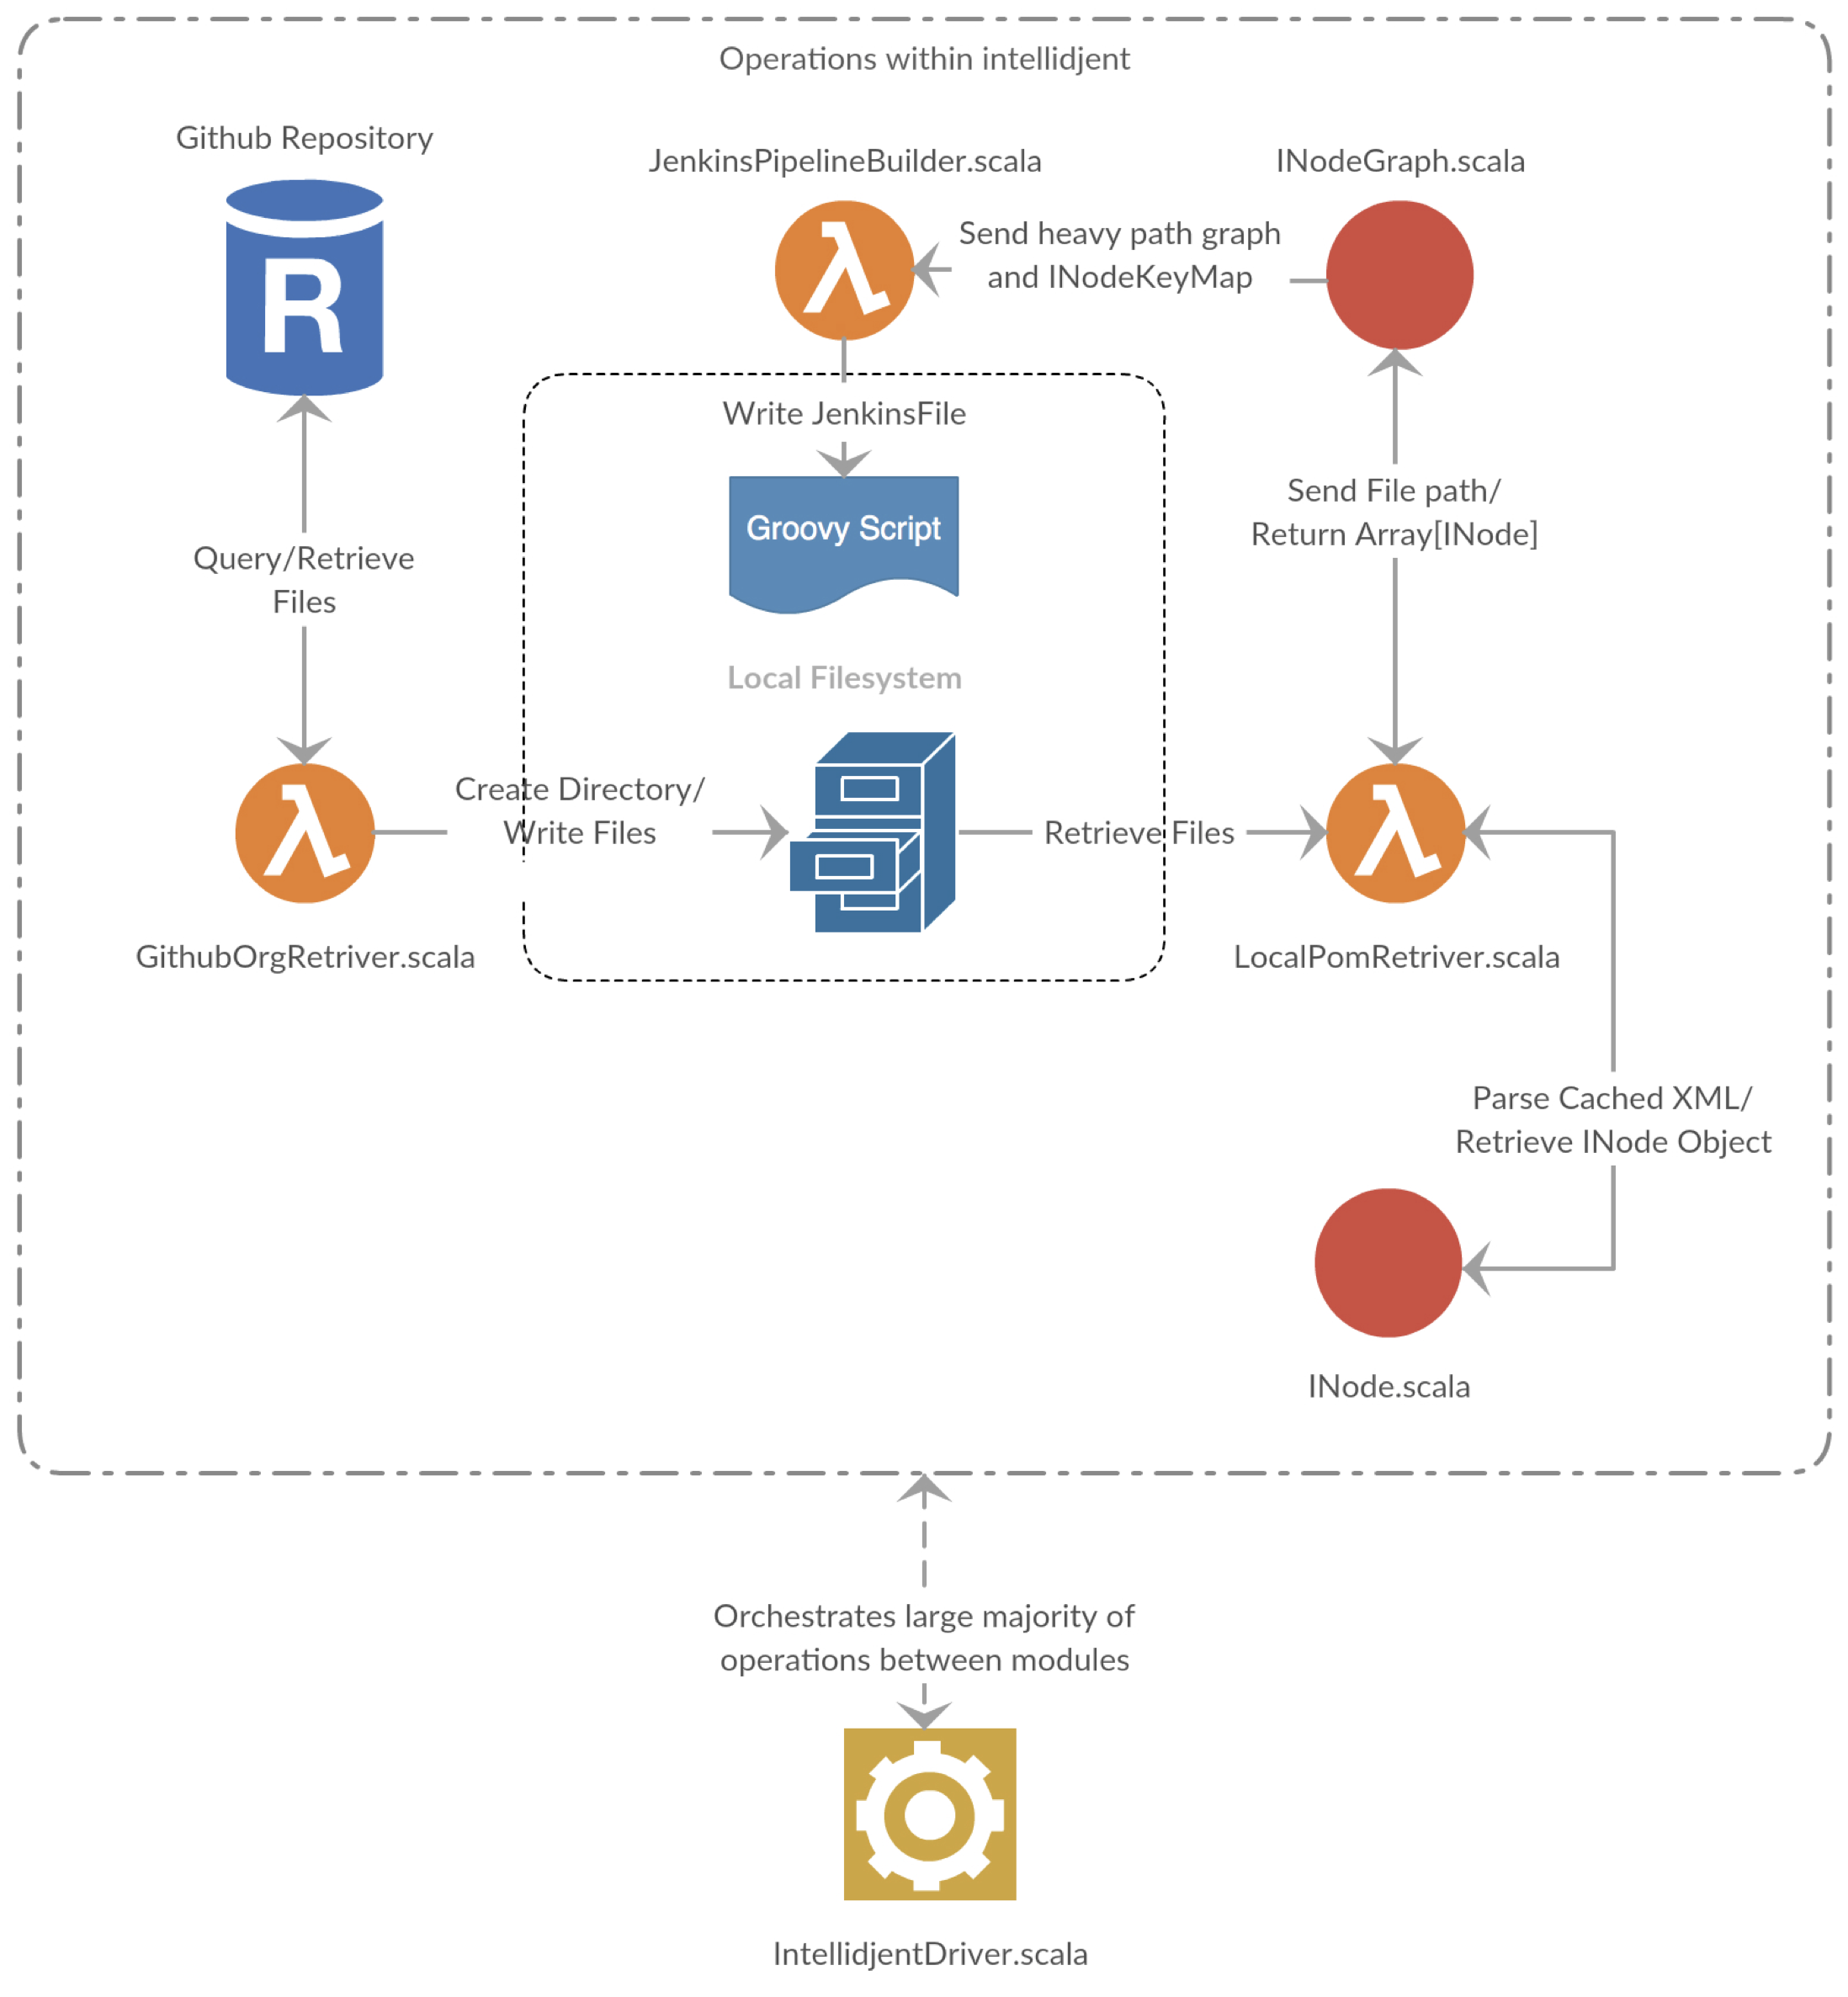 Operations within intellidjent
Github Repository
JenkinsPipelineBuilder.scala
INodeGraph.scala
Send heavy path graph
and INodeKeyMap
R
Write JenkinsFile
Groovy Script
Send File path/
Return Array[INode]
Query/Retrieve
Files
Local Filesystem
Create Directory/
Write Files
Retrieve Files
GithubOrgRetriver.scala
LocalPomRetriver.scala
Parse Cached XML/
Retrieve INode Object
INode.scala
Orchestrates large majority of
operations between modules
IntellidjentDriver.scala